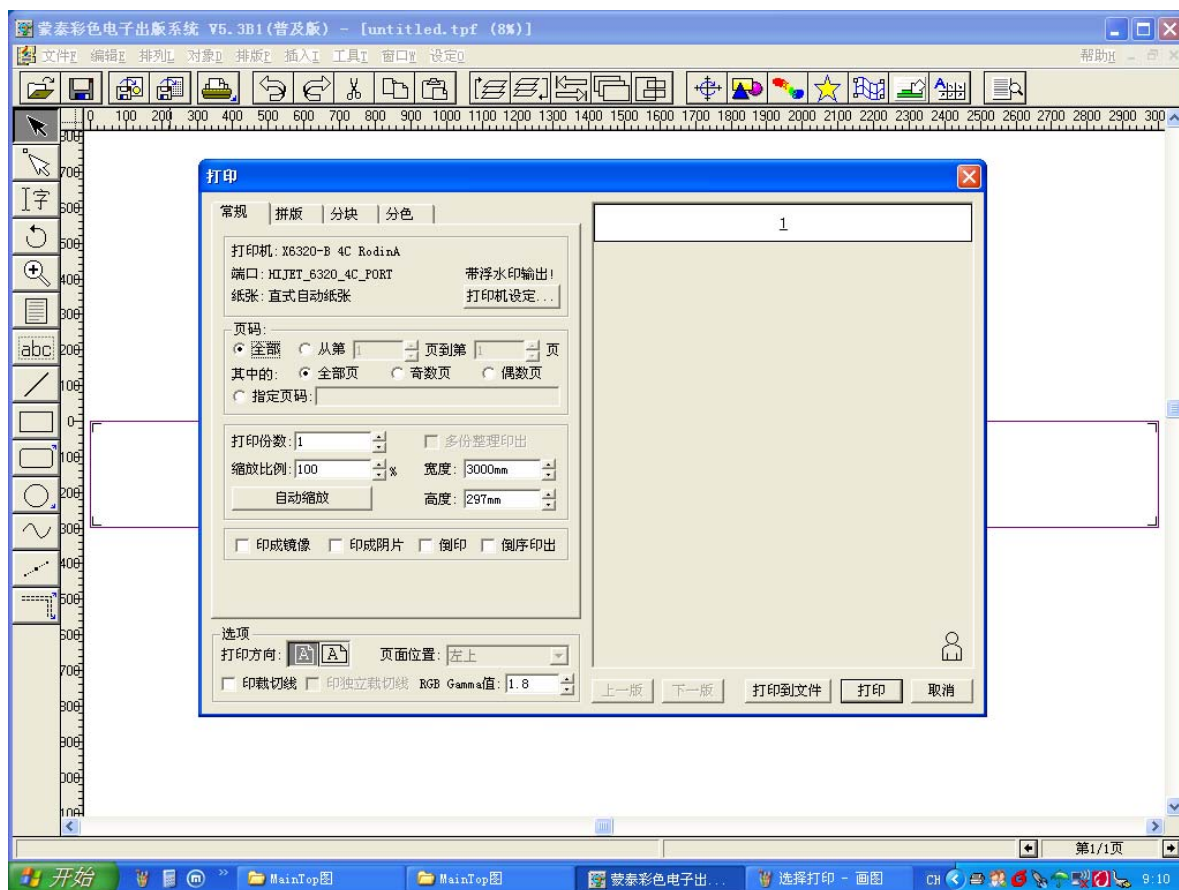 蒙泰彩色电子出版系统 V5.3B1(普及版) - [untitled.tpf (8%)]
文件F 编辑E 排列L 对象D 排版P 插入I 工具T 窗口W 设定O 帮助H
0 100 200 300 400 500 600 700 800 900 1000 1100 1200 1300 1400 1500 1600 1700 1800 1900 2000 2100 2200 2300 2400 2500 2600 2700 2800 2900 300
字
abc
打印
常规 拼版 分块 分色
1
打印机: X6320-B 4C RodinA
端口: HIJET_6320_4C_PORT 带浮水印输出!
纸张: 直式自动纸张 打印机设定...
页码:
全部 从第 1 页到第 1 页
其中的: 全部页 奇数页 偶数页
指定页码:
打印份数: 1 多份整理印出
缩放比例: 100 % 宽度: 3000mm
自动缩放 高度: 297mm
印成镜像 印成阴片 倒印 倒序印出
选项
打印方向: A A 页面位置: 左上
印裁切线 印独立裁切线 RGB Gamma值: 1.8
上一版 下一版 打印到文件 打印 取消
第1/1页
开始 MainTop图 MainTop图 蒙泰彩色电子出... 选择打印 - 画图 CH 9:10